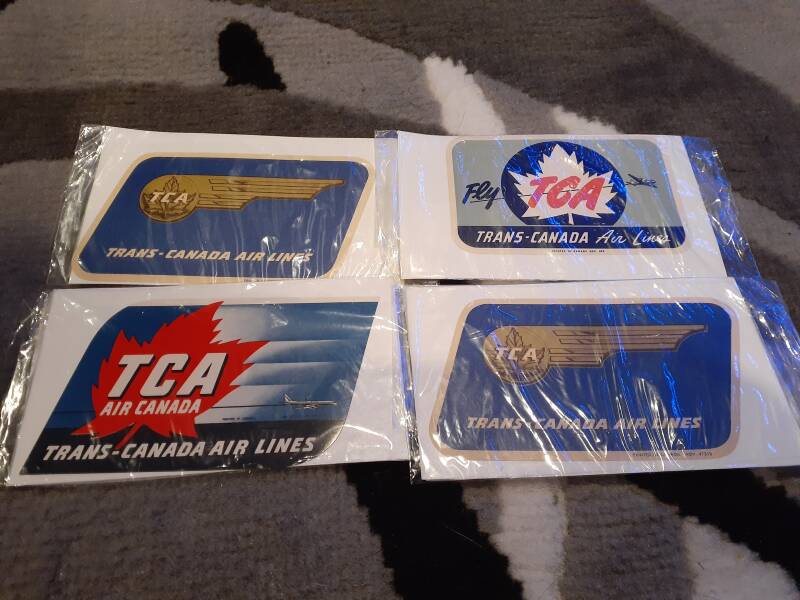 TCA
TRANS-CANADA AIR LINES
Fly TCA
TRANS-CANADA Air Lines
TCA
AIR CANADA
TRANS-CANADA AIR LINES
TCA
TRANS-CANADA AIR LINES